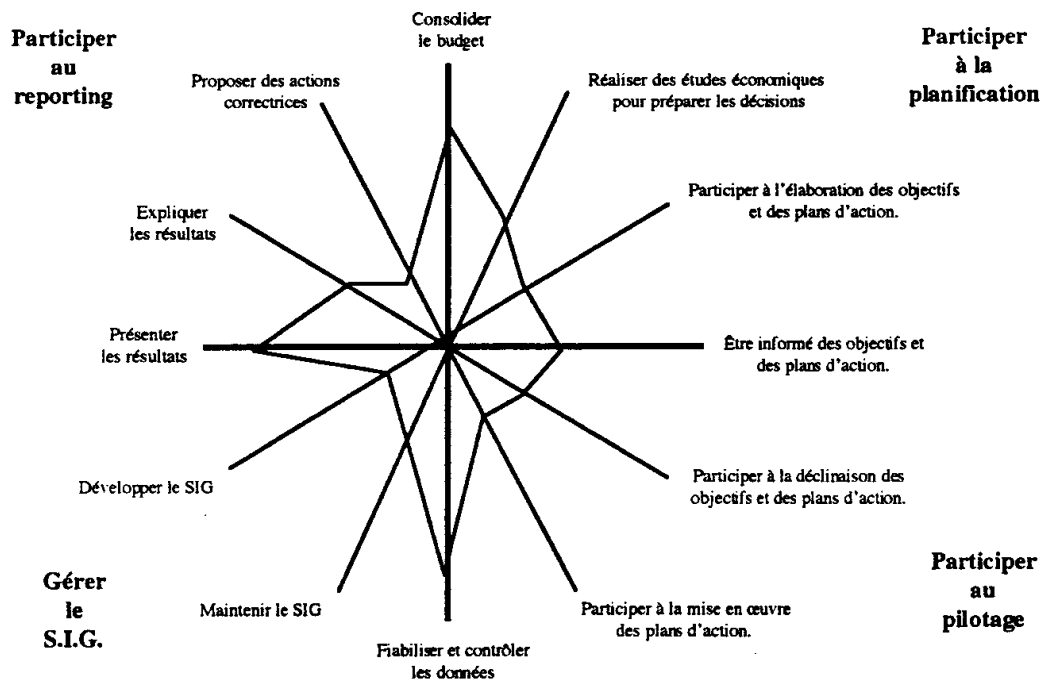 Consolider
le budget
Participer
au
reporting
Participer
à la
planification
Proposer des actions
correctrices
Réaliser des études économiques
pour préparer les décisions
Participer à l'élaboration des objectifs
et des plans d'action.
Expliquer
les résultats
Présenter
les résultats
Être informé des objectifs et
des plans d'action.
Développer le SIG
Participer à la déclinaison des
objectifs et des plans d'action.
Gérer
le
S.I.G.
Maintenir le SIG
Participer à la mise en œuvre
des plans d'action.
Participer
au
pilotage
Fiabiliser et contrôler
les données